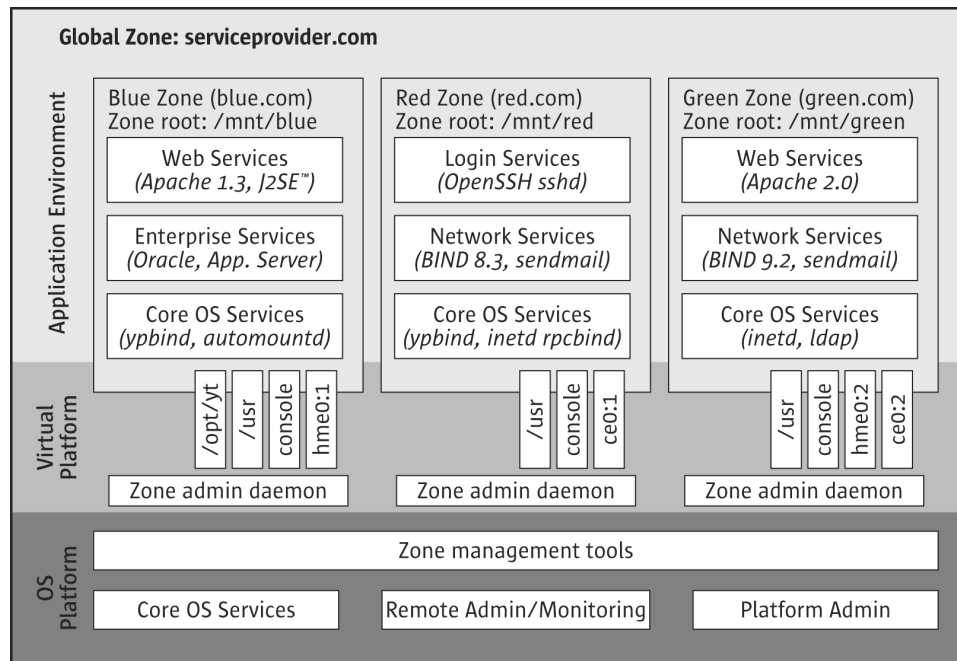 Global Zone: serviceprovider.com
Application Environment
Blue Zone (blue.com)
Zone root: /mnt/blue
Web Services
(Apache 1.3, J2SE™)
Enterprise Services
(Oracle, App. Server)
Core OS Services
(ypbind, automountd)
Red Zone (red.com)
Zone root: /mnt/red
Login Services
(OpenSSH sshd)
Network Services
(BIND 8.3, sendmail)
Core OS Services
(ypbind, inetd rpcbind)
Green Zone (green.com)
Zone root: /mnt/green
Web Services
(Apache 2.0)
Network Services
(BIND 9.2, sendmail)
Core OS Services
(inetd, ldap)
Virtual
Platform
/opt/yt
/usr
console
hme0:1
Zone admin daemon
/usr
console
ce0:1
Zone admin daemon
/usr
console
hme0:2
ce0:2
Zone admin daemon
OS
Platform
Zone management tools
Core OS Services
Remote Admin/Monitoring
Platform Admin